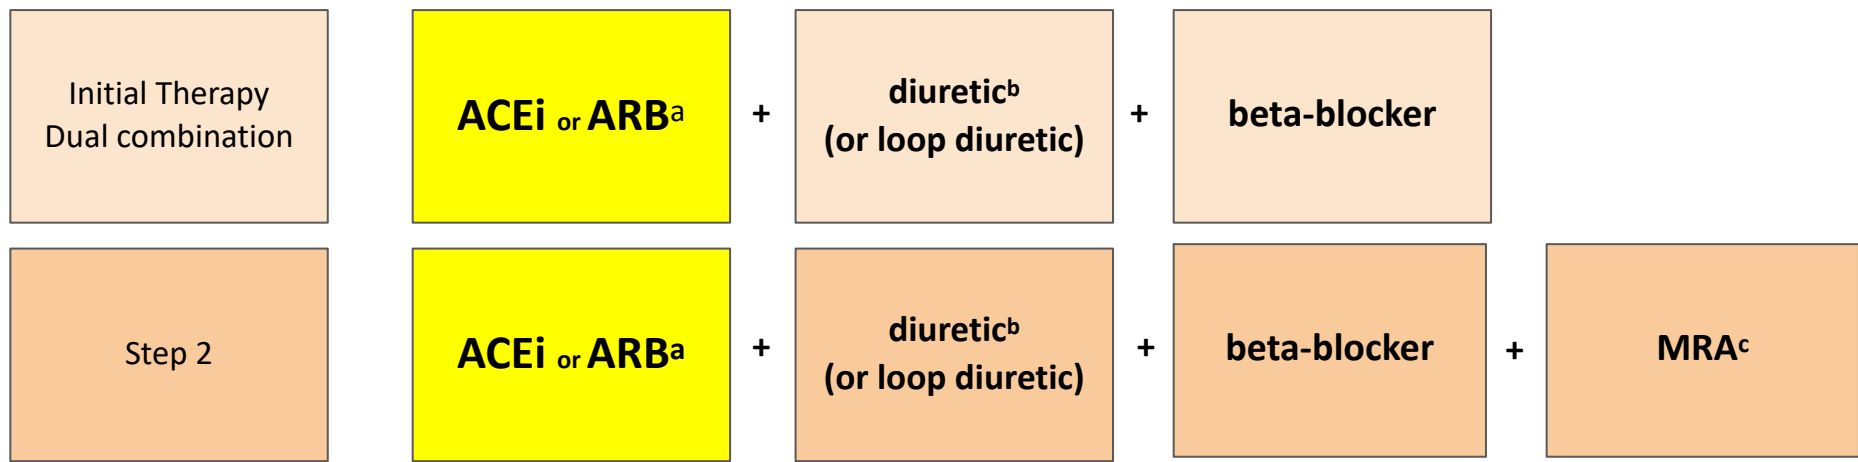 Initial Therapy
Dual combination
ACEi or ARBᵃ
+
diureticᵇ
(or loop diuretic)
+
beta-blocker
Step 2
ACEi or ARBᵃ
+
diureticᵇ
(or loop diuretic)
+
beta-blocker
+
MRAᶜ